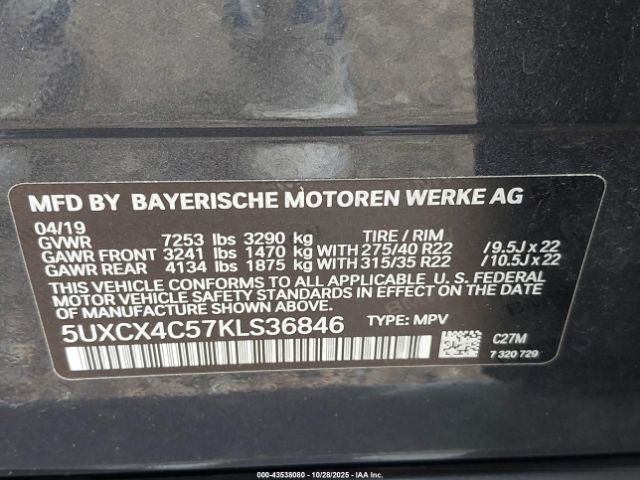 MFD BY BAYERISCHE MOTOREN WERKE AG
04/19
GVWR 7253 lbs 3290 kg TIRE / RIM
GAWR FRONT 3241 lbs 1470 kg WITH 275/40 R22 /9.5J x 22
GAWR REAR 4134 lbs 1875 kg WITH 315/35 R22 /10.5J x 22
THIS VEHICLE CONFORMS TO ALL APPLICABLE U. S. FEDERAL
MOTOR VEHICLE SAFETY STANDARDS IN EFFECT ON THE DATE
OF MANUFACTURE SHOWN ABOVE.
5UXCX4C57KLS36846 TYPE: MPV
C27M
7 320 729
000-43538080 - 10/28/2025 - IAA Inc.